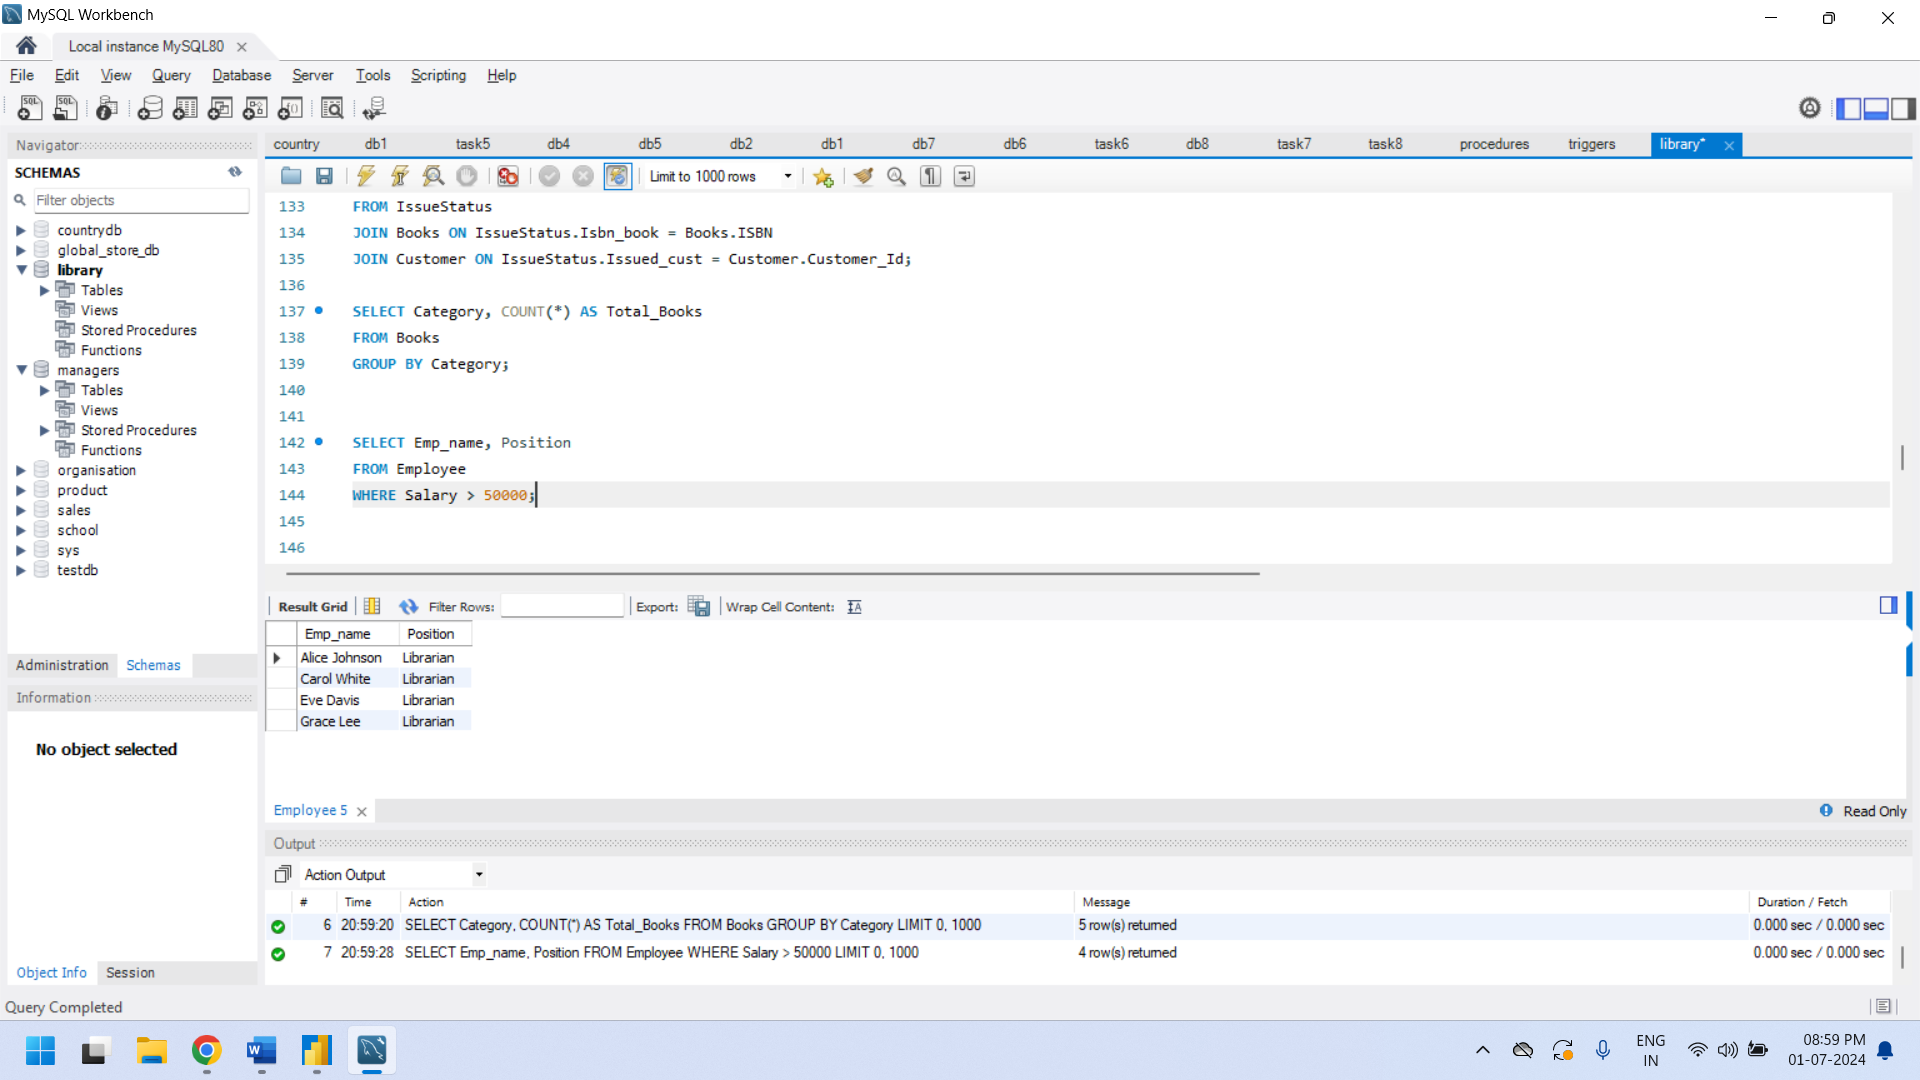 MySQL Workbench
Local instance MySQL80
File Edit View Query Database Server Tools Scripting Help
Navigator
SCHEMAS
Filter objects
countrydb
global_store_db
library
Tables
Views
Stored Procedures
Functions
managers
Tables
Views
Stored Procedures
Functions
organisation
product
sales
school
sys
testdb
Administration Schemas
Information
No object selected
Object Info Session
country db1 task5 db4 db5 db2 db1 db7 db6 task6 db8 task7 task8 procedures triggers library*
Limit to 1000 rows
133 FROM IssueStatus
134 JOIN Books ON IssueStatus.Isbn_book = Books.ISBN
135 JOIN Customer ON IssueStatus.Issued_cust = Customer.Customer_Id;
136
137 SELECT Category, COUNT(*) AS Total_Books
138 FROM Books
139 GROUP BY Category;
140
141
142 SELECT Emp_name, Position
143 FROM Employee
144 WHERE Salary > 50000;
145
146
Result Grid Filter Rows: Export: Wrap Cell Content:
Emp_name Position
Alice Johnson Librarian
Carol White Librarian
Eve Davis Librarian
Grace Lee Librarian
Employee 5 Read Only
Output
Action Output
# Time Action Message Duration / Fetch
6 20:59:20 SELECT Category, COUNT(*) AS Total_Books FROM Books GROUP BY Category LIMIT 0, 1000 5 row(s) returned 0.000 sec / 0.000 sec
7 20:59:28 SELECT Emp_name, Position FROM Employee WHERE Salary > 50000 LIMIT 0, 1000 4 row(s) returned 0.000 sec / 0.000 sec
Query Completed
ENG
IN
08:59 PM
01-07-2024